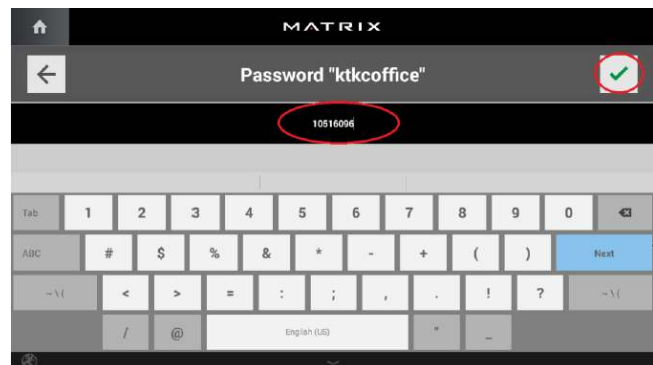 MATRIX
Password "ktkcoffice"
10516096
Tab 1 2 3 4 5 6 7 8 9 0
ABC # $ % & * - + ( ) Next
~\{ < > = : ; , . ! ? ~\{
/ @ English (US) " _